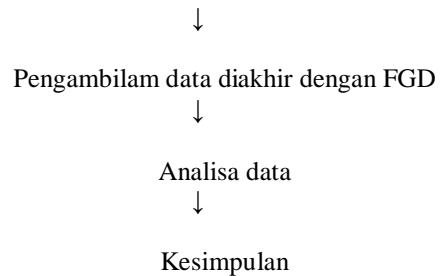 ↓
Pengambilam data diakhir dengan FGD
↓
Analisa data
↓
Kesimpulan